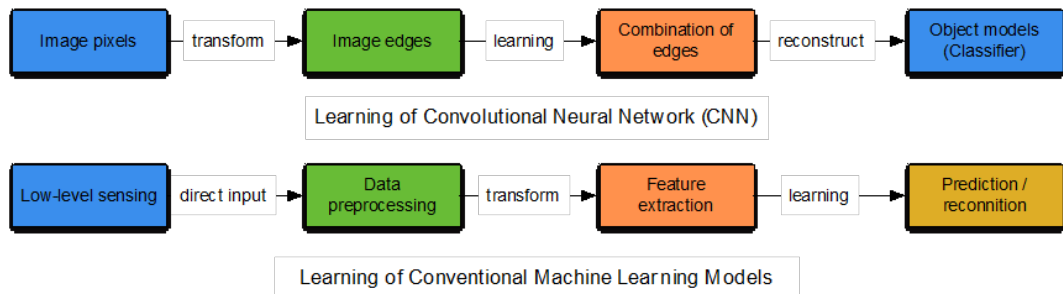 Image pixels
transform
Image edges
learning
Combination of
edges
reconstruct
Object models
(Classifier)
Learning of Convolutional Neural Network (CNN)
Low-level sensing
direct input
Data
preprocessing
transform
Feature
extraction
learning
Prediction /
reconnition
Learning of Conventional Machine Learning Models